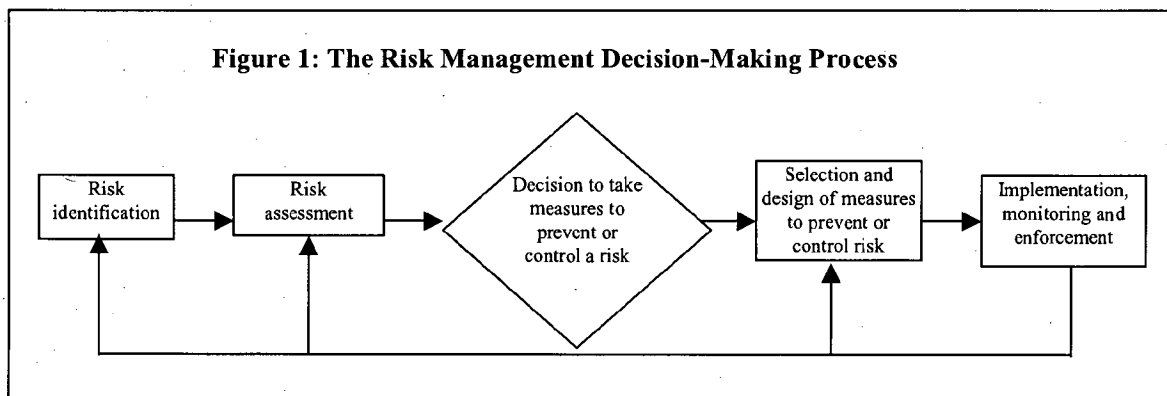 Figure 1: The Risk Management Decision-Making Process
Risk
identification
Risk
assessment
Decision to take
measures to
prevent or
control a risk
Selection and
design of measures
to prevent or
control risk
Implementation,
monitoring and
enforcement